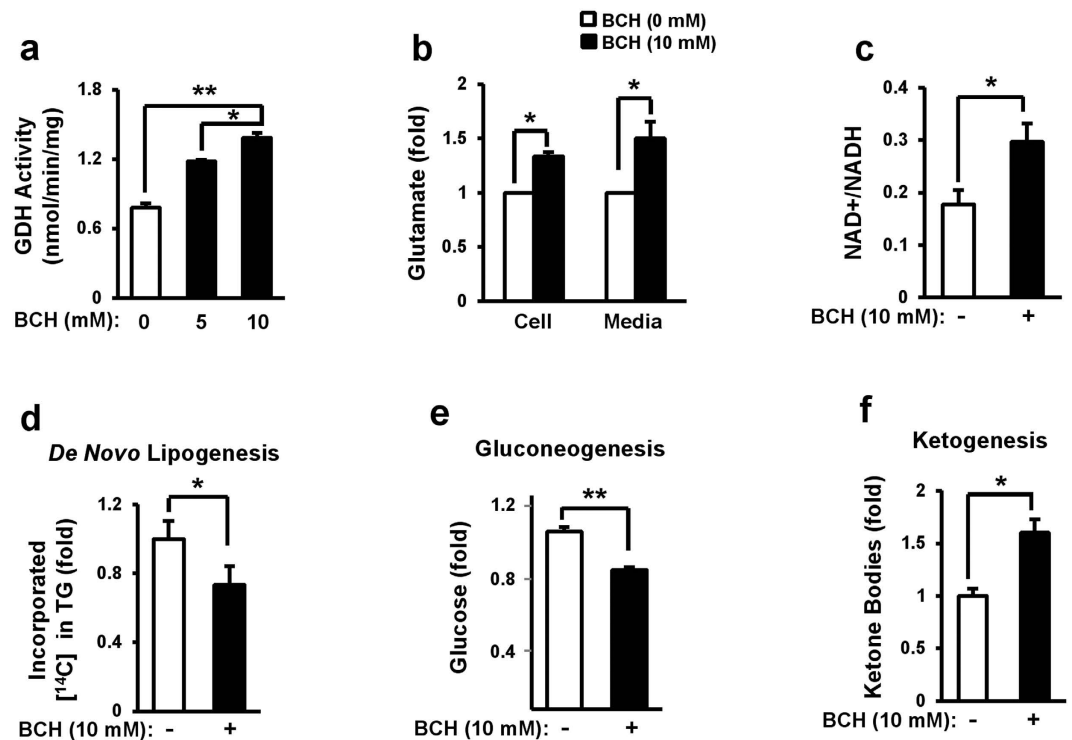 BCH (0 mM)
BCH (10 mM)
a
GDH Activity
(nmol/min/mg)
1.8
1.2
0.6
0
**
*
BCH (mM): 0 5 10
b
Glutamate (fold)
2
1.5
1
0.5
0
*
*
Cell Media
c
NAD+/NADH
0.4
0.3
0.2
0.1
0
*
BCH (10 mM): - +
d
De Novo Lipogenesis
Incorporated
[¹⁴C] in TG (fold)
1.2
0.8
0.4
0
*
BCH (10 mM): - +
e
Gluconeogenesis
Glucose (fold)
1.2
0.8
0.4
**
BCH (10 mM): - +
f
Ketogenesis
Ketone Bodies (fold)
2
1.5
1
0.5
0
*
BCH (10 mM): - +